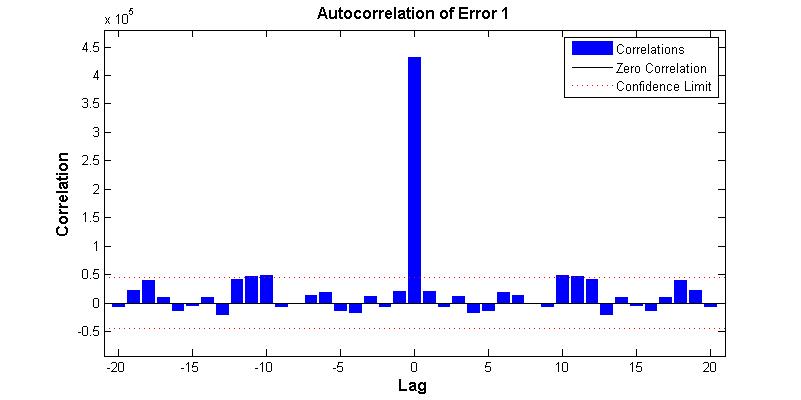 Autocorrelation of Error 1
x 10^5
Correlations
Zero Correlation
Confidence Limit
4.5
4
3.5
3
2.5
2
1.5
1
0.5
0
-0.5
Correlation
-20 -15 -10 -5 0 5 10 15 20
Lag